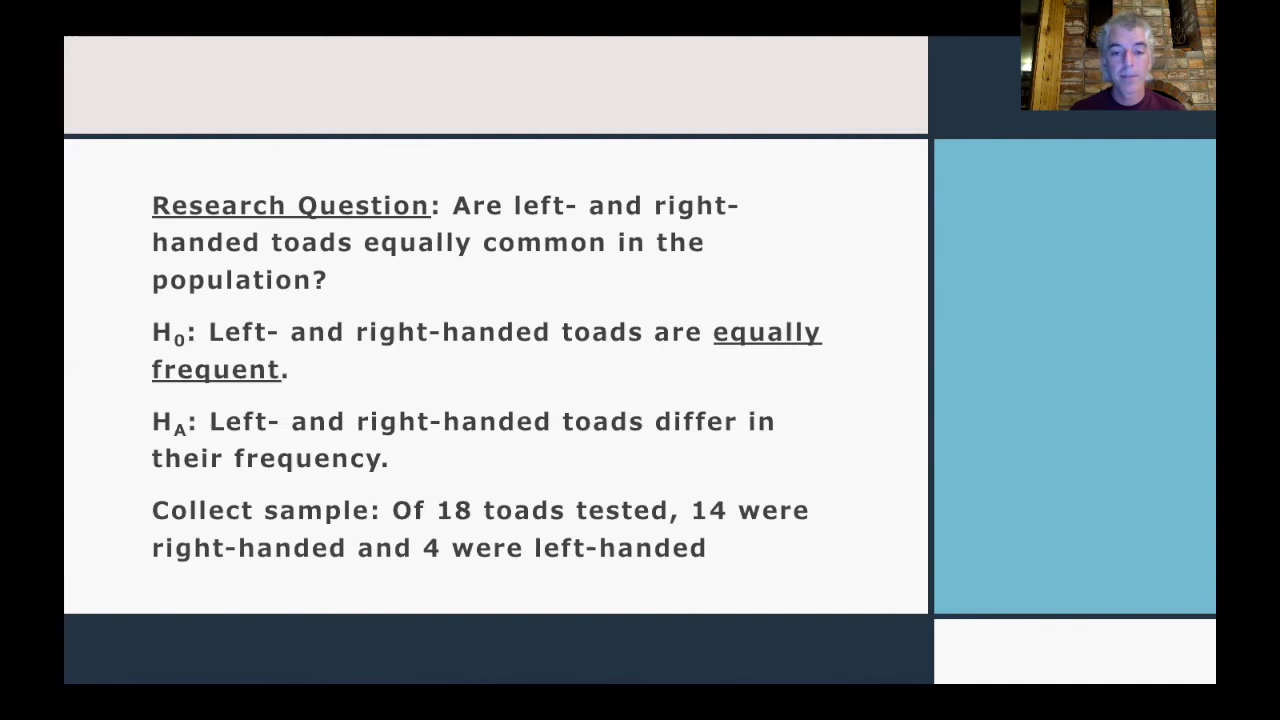 Research Question: Are left- and right-
handed toads equally common in the
population?
H₀: Left- and right-handed toads are equally
frequent.
Hₐ: Left- and right-handed toads differ in
their frequency.
Collect sample: Of 18 toads tested, 14 were
right-handed and 4 were left-handed